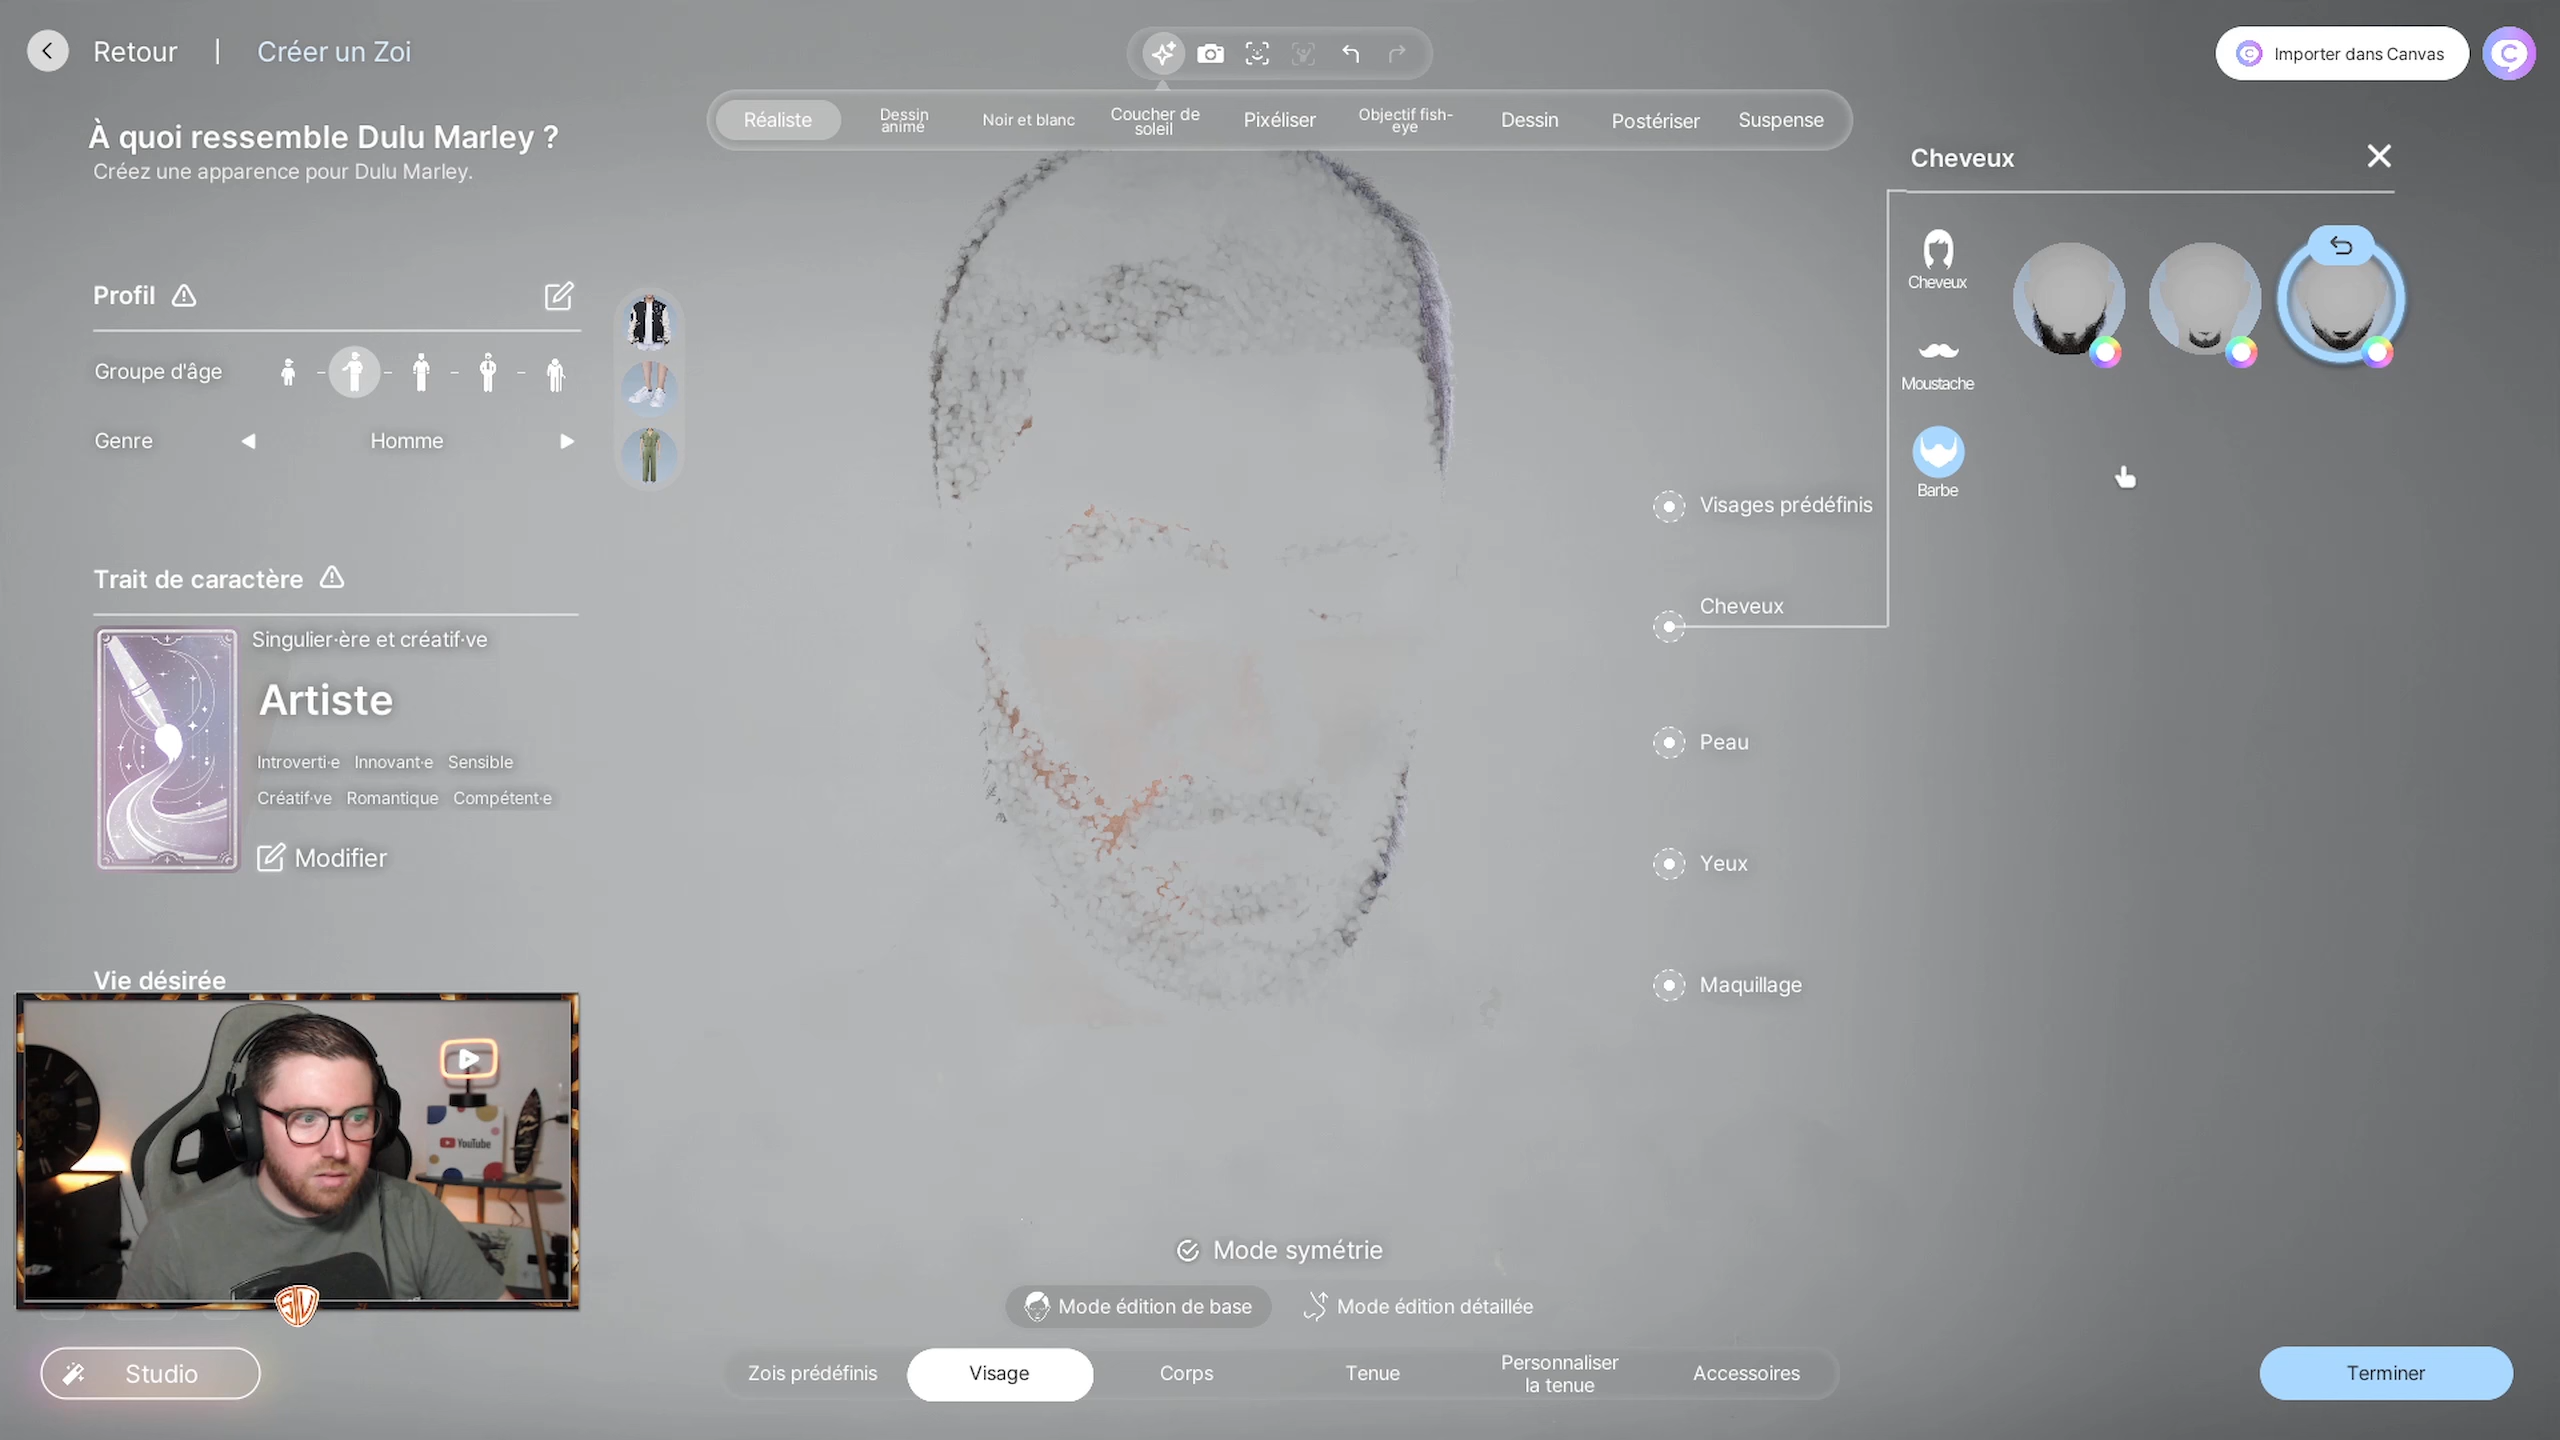 Retour | Créer un Zoi
Importer dans Canvas
À quoi ressemble Dulu Marley ?
Créez une apparence pour Dulu Marley.
Réaliste
Dessin
animé
Noir et blanc
Coucher de
soleil
Pixéliser
Objectif fish-
eye
Dessin
Postériser
Suspense
Cheveux
Profil
Groupe d'âge
Genre
Homme
Cheveux
Moustache
Barbe
Visages prédéfinis
Cheveux
Peau
Yeux
Maquillage
Trait de caractère
Singulier·ère et créatif·ve
Artiste
Introverti·e Innovant·e Sensible
Créatif·ve Romantique Compétent·e
Modifier
Vie désirée
YouTube
Mode symétrie
Mode édition de base
Mode édition détaillée
Studio
Zois prédéfinis
Visage
Corps
Tenue
Personnaliser
la tenue
Accessoires
Terminer